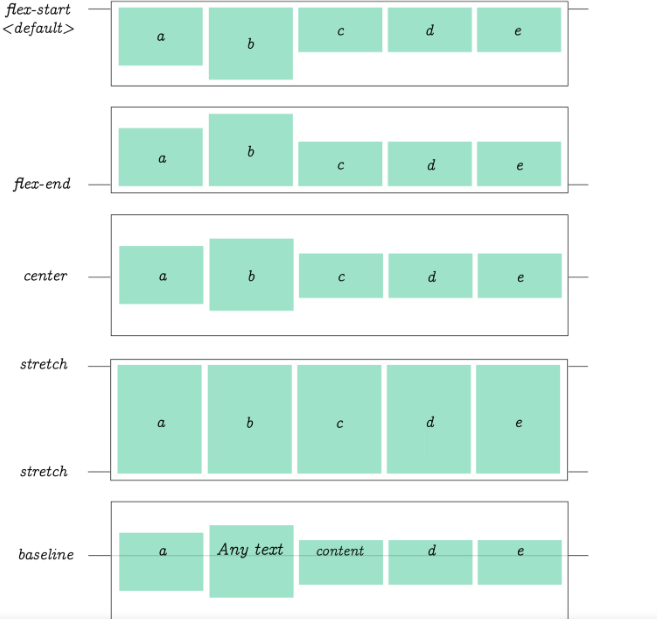 flex-start
<default>
a b c d e
a b c d e
flex-end
center a b c d e
stretch
a b c d e
stretch
baseline a Any text content d e